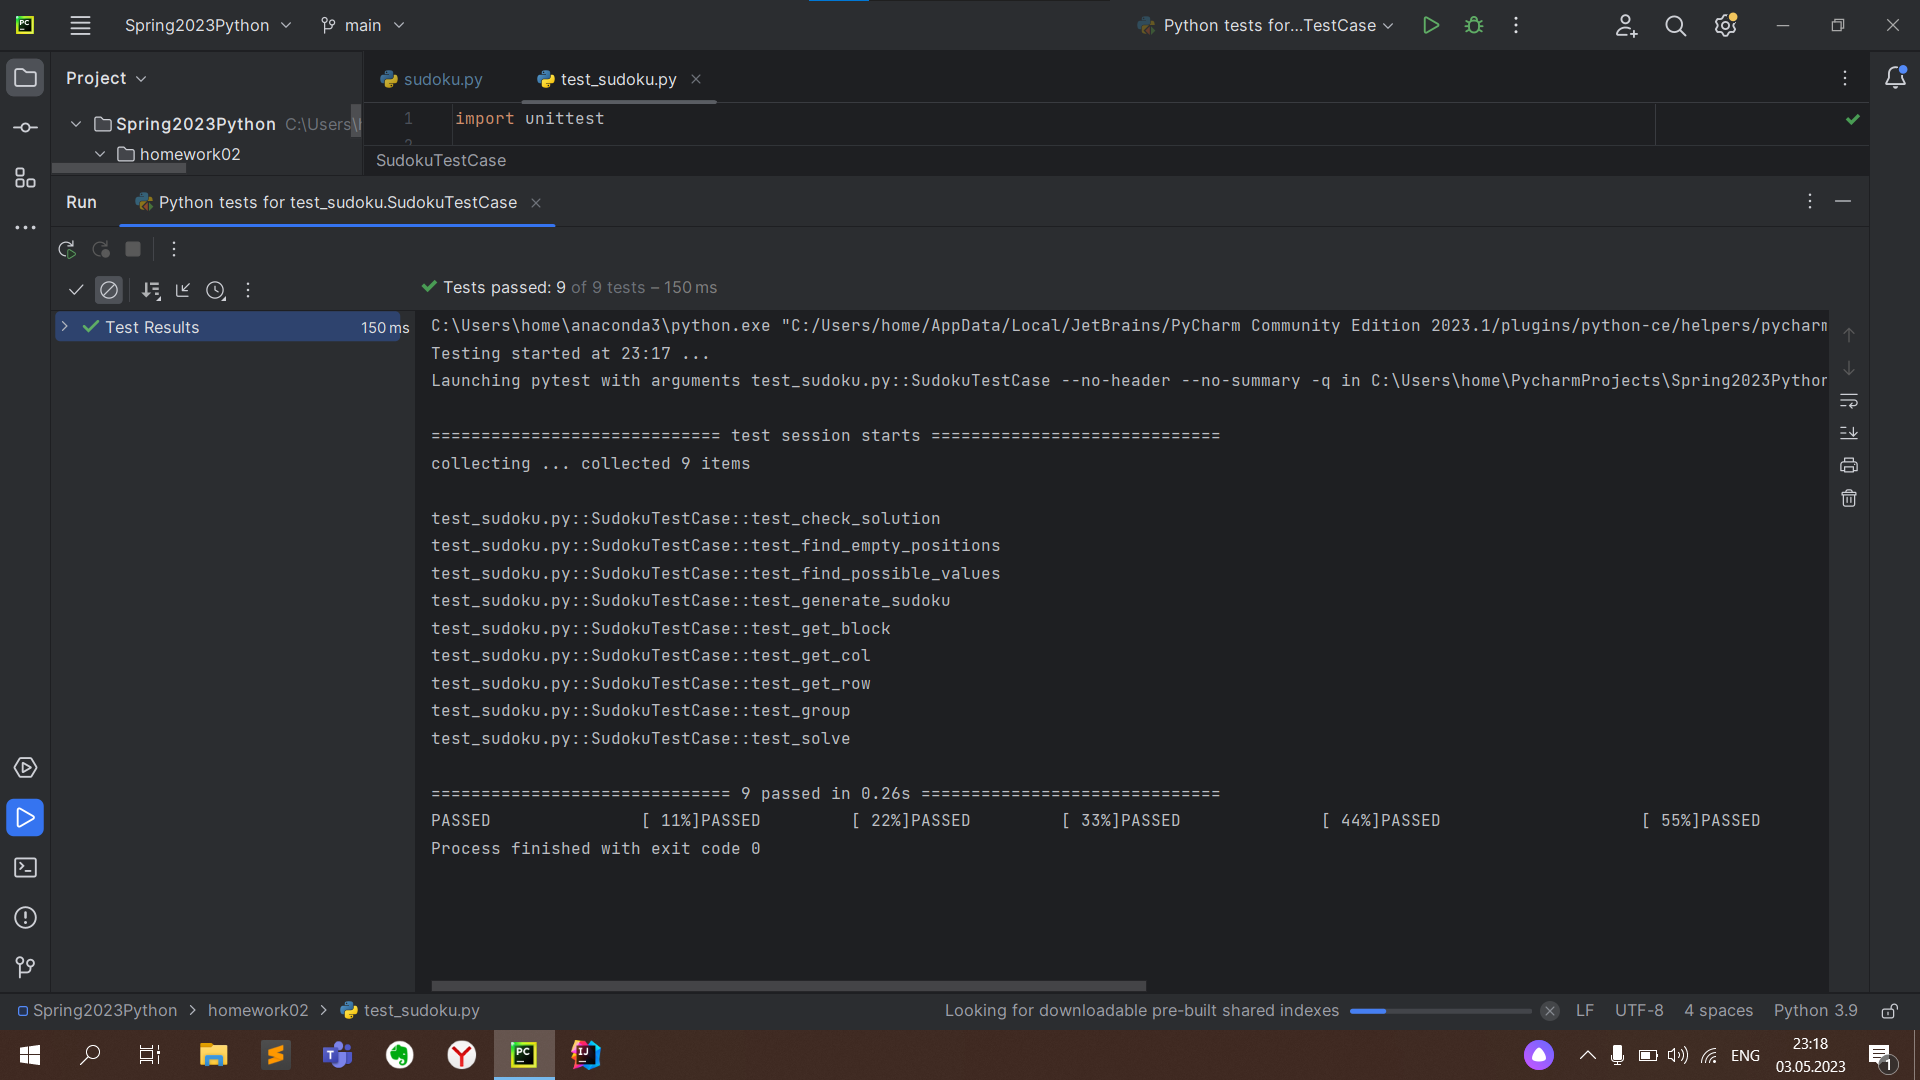 Spring2023Python main Python tests for...TestCase
Project sudoku.py test_sudoku.py
Spring2023Python C:\Users\ 1 import unittest
homework02
SudokuTestCase
Run Python tests for test_sudoku.SudokuTestCase
Tests passed: 9 of 9 tests – 150 ms
Test Results 150 ms
C:\Users\home\anaconda3\python.exe "C:/Users/home/AppData/Local/JetBrains/PyCharm Community Edition 2023.1/plugins/python-ce/helpers/pycharm
Testing started at 23:17 ...
Launching pytest with arguments test_sudoku.py::SudokuTestCase --no-header --no-summary -q in C:\Users\home\PycharmProjects\Spring2023Python
============================= test session starts =============================
collecting ... collected 9 items
test_sudoku.py::SudokuTestCase::test_check_solution
test_sudoku.py::SudokuTestCase::test_find_empty_positions
test_sudoku.py::SudokuTestCase::test_find_possible_values
test_sudoku.py::SudokuTestCase::test_generate_sudoku
test_sudoku.py::SudokuTestCase::test_get_block
test_sudoku.py::SudokuTestCase::test_get_col
test_sudoku.py::SudokuTestCase::test_get_row
test_sudoku.py::SudokuTestCase::test_group
test_sudoku.py::SudokuTestCase::test_solve
============================== 9 passed in 0.26s ==============================
PASSED [ 11%]PASSED [ 22%]PASSED [ 33%]PASSED [ 44%]PASSED [ 55%]PASSED
Process finished with exit code 0
Spring2023Python > homework02 > test_sudoku.py Looking for downloadable pre-built shared indexes LF UTF-8 4 spaces Python 3.9
ENG 23:18
03.05.2023 1